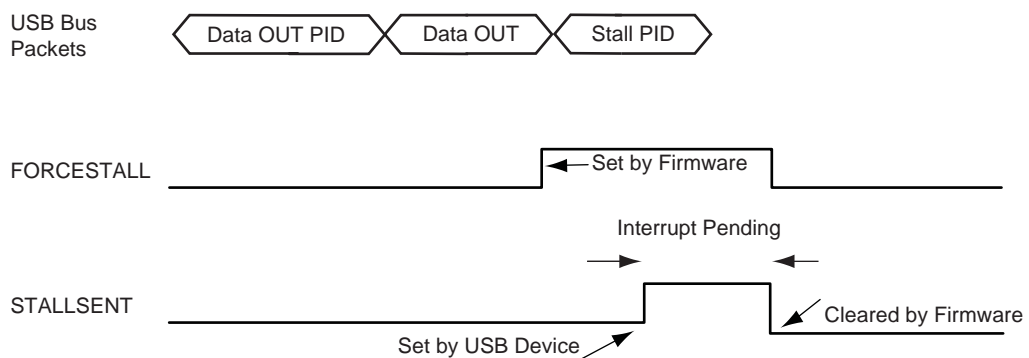 USB Bus
Packets
Data OUT PID
Data OUT
Stall PID
FORCESTALL
Set by Firmware
Interrupt Pending
STALLSENT
Cleared by Firmware
Set by USB Device